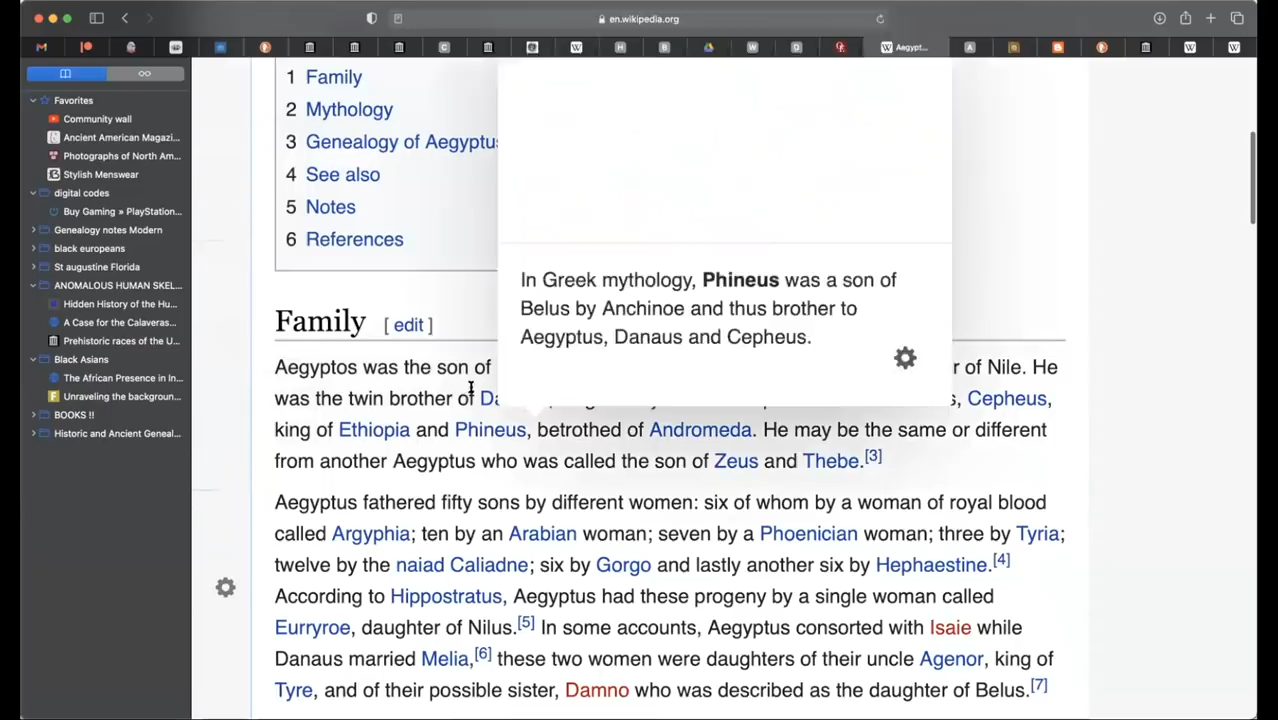 en.wikipedia.org
Aegypt...
Favorites
Community wall
Ancient American Magazi...
Photographs of North Am...
Stylish Menswear
digital codes
Buy Gaming » PlayStation...
Genealogy notes Modern
black europeans
St augustine Florida
ANOMALOUS HUMAN SKEL...
Hidden History of the Hu...
A Case for the Calaveras...
Prehistoric races of the U...
Black Asians
The African Presence in In...
Unraveling the backgroun...
BOOKS !!
Historic and Ancient Geneal...
1 Family
2 Mythology
3 Genealogy of Aegyptus
4 See also
5 Notes
6 References
In Greek mythology, Phineus was a son of
Belus by Anchinoe and thus brother to
Aegyptus, Danaus and Cepheus.
Family [ edit ]
Aegyptos was the son of r of Nile. He
was the twin brother of Da s, Cepheus,
king of Ethiopia and Phineus, betrothed of Andromeda. He may be the same or different
from another Aegyptus who was called the son of Zeus and Thebe.[3]
Aegyptus fathered fifty sons by different women: six of whom by a woman of royal blood
called Argyphia; ten by an Arabian woman; seven by a Phoenician woman; three by Tyria;
twelve by the naiad Caliadne; six by Gorgo and lastly another six by Hephaestine.[4]
According to Hippostratus, Aegyptus had these progeny by a single woman called
Eurryroe, daughter of Nilus.[5] In some accounts, Aegyptus consorted with Isaie while
Danaus married Melia,[6] these two women were daughters of their uncle Agenor, king of
Tyre, and of their possible sister, Damno who was described as the daughter of Belus.[7]